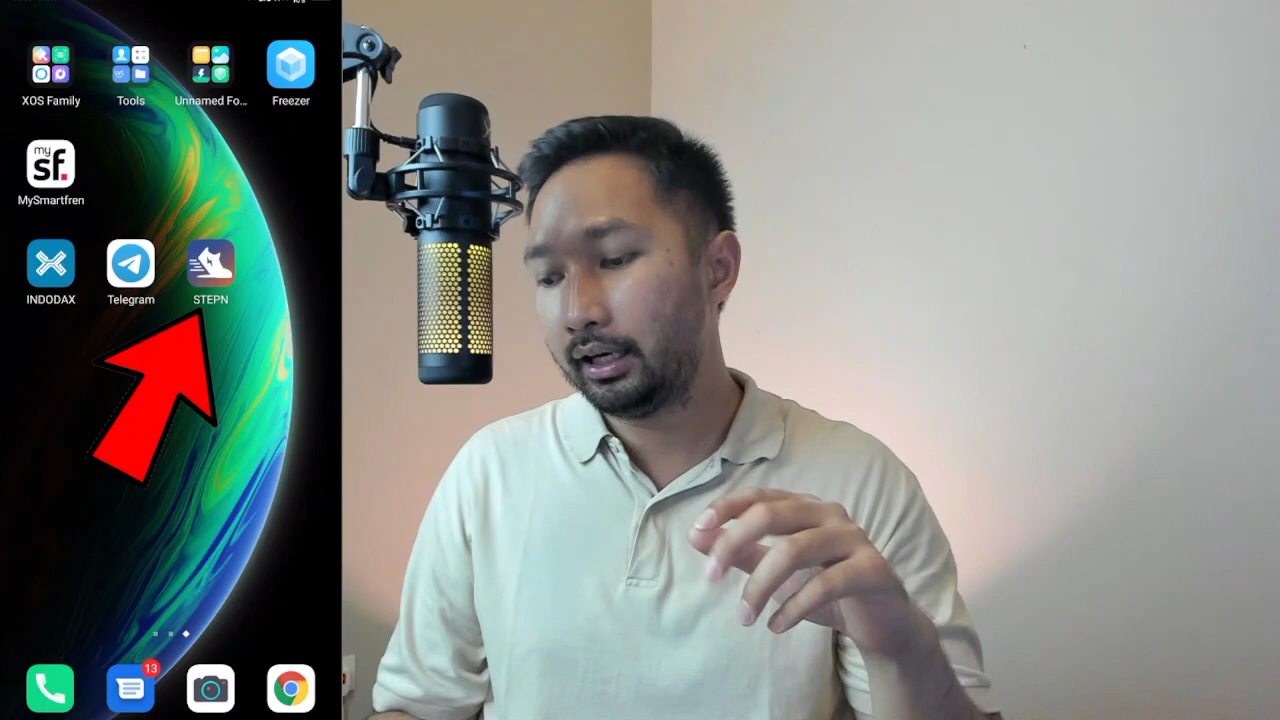 XOS Family
Tools
Unnamed Fo...
Freezer
my
sf.
MySmartfren
INDODAX
Telegram
STEPN
13